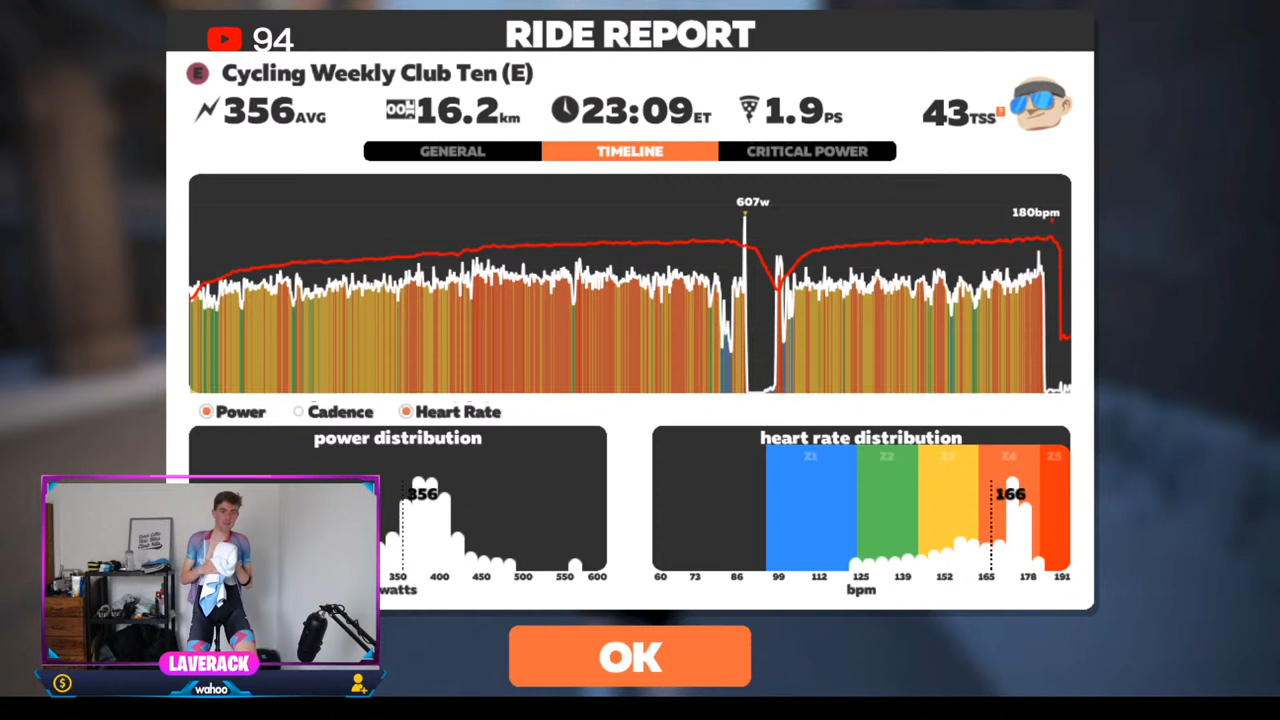 94
RIDE REPORT
E Cycling Weekly Club Ten (E)
356AVG 16.2km 23:09ET 1.9PS 43TSS?
GENERAL TIMELINE CRITICAL POWER
607w
180bpm
Power Cadence Heart Rate
power distribution
356
350 400 450 500 550 600
watts
heart rate distribution
Z1 Z2 Z3 Z4 Z5
166
60 73 86 99 112 125 139 152 165 178 191
bpm
LAVERACK
wahoo
$
OK